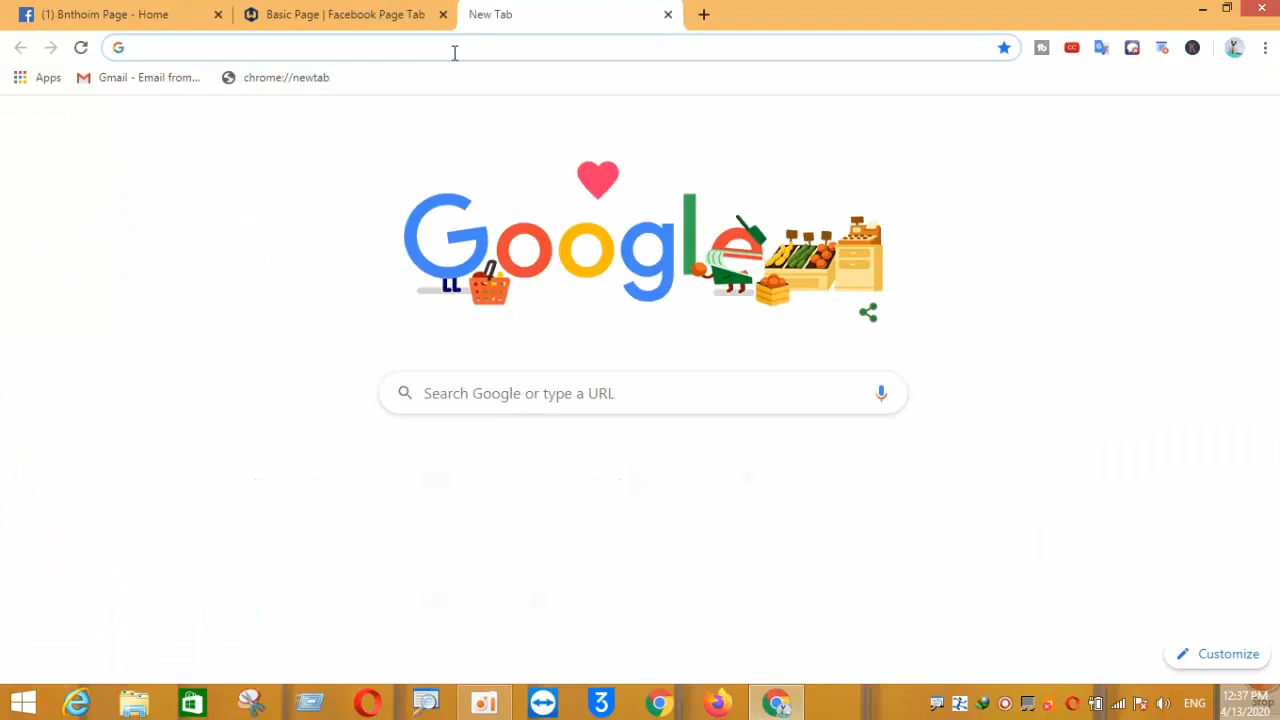 (1) Bnthoim Page - Home
Basic Page | Facebook Page Tab
New Tab
Apps
Gmail - Email from...
chrome://newtab
Google
Search Google or type a URL
Customize
ENG
12:37 PM
4/13/2020
Stop